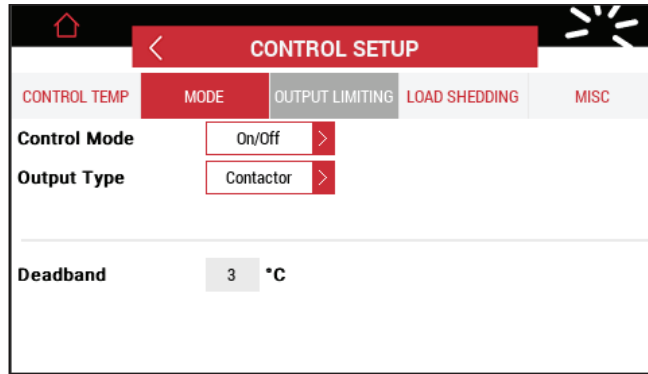 CONTROL SETUP
CONTROL TEMP MODE OUTPUT LIMITING LOAD SHEDDING MISC
Control Mode On/Off
Output Type Contactor
Deadband 3 °C